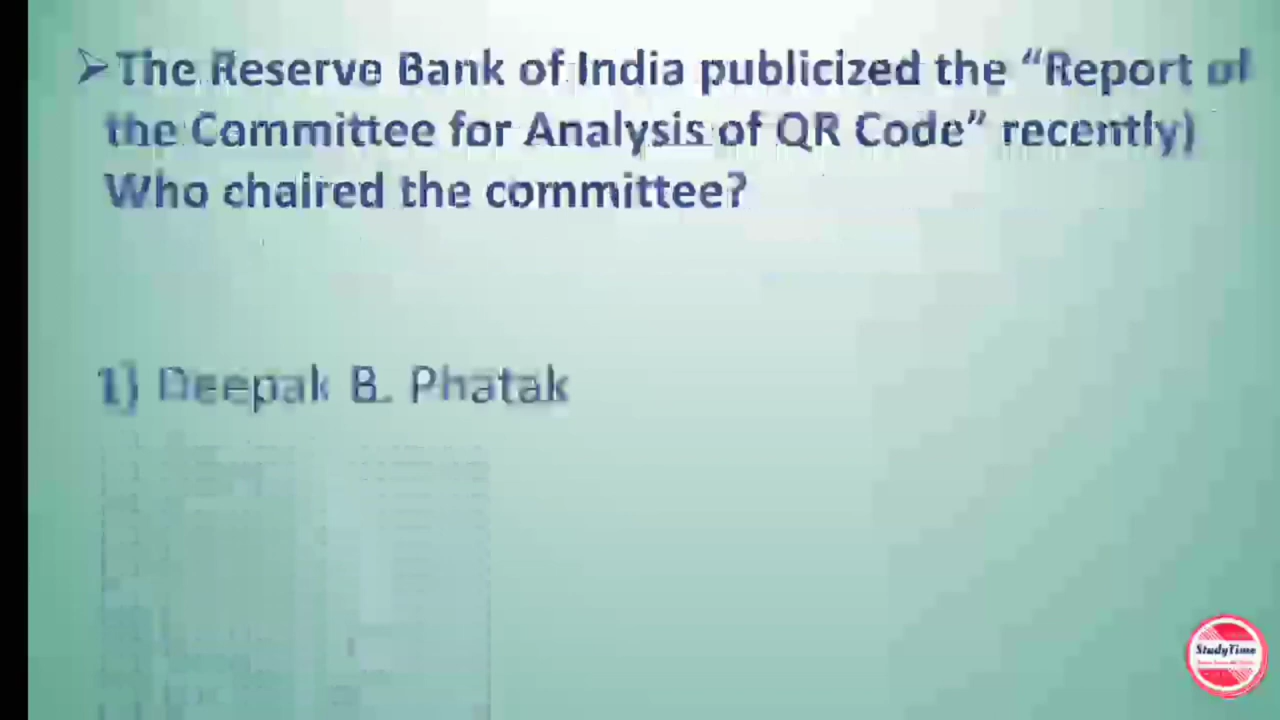 ➢The Reserve Bank of India publicized the “Report of
the Committee for Analysis of QR Code” recently)
Who chaired the committee?
1) Deepak B. Phatak
StudyTime